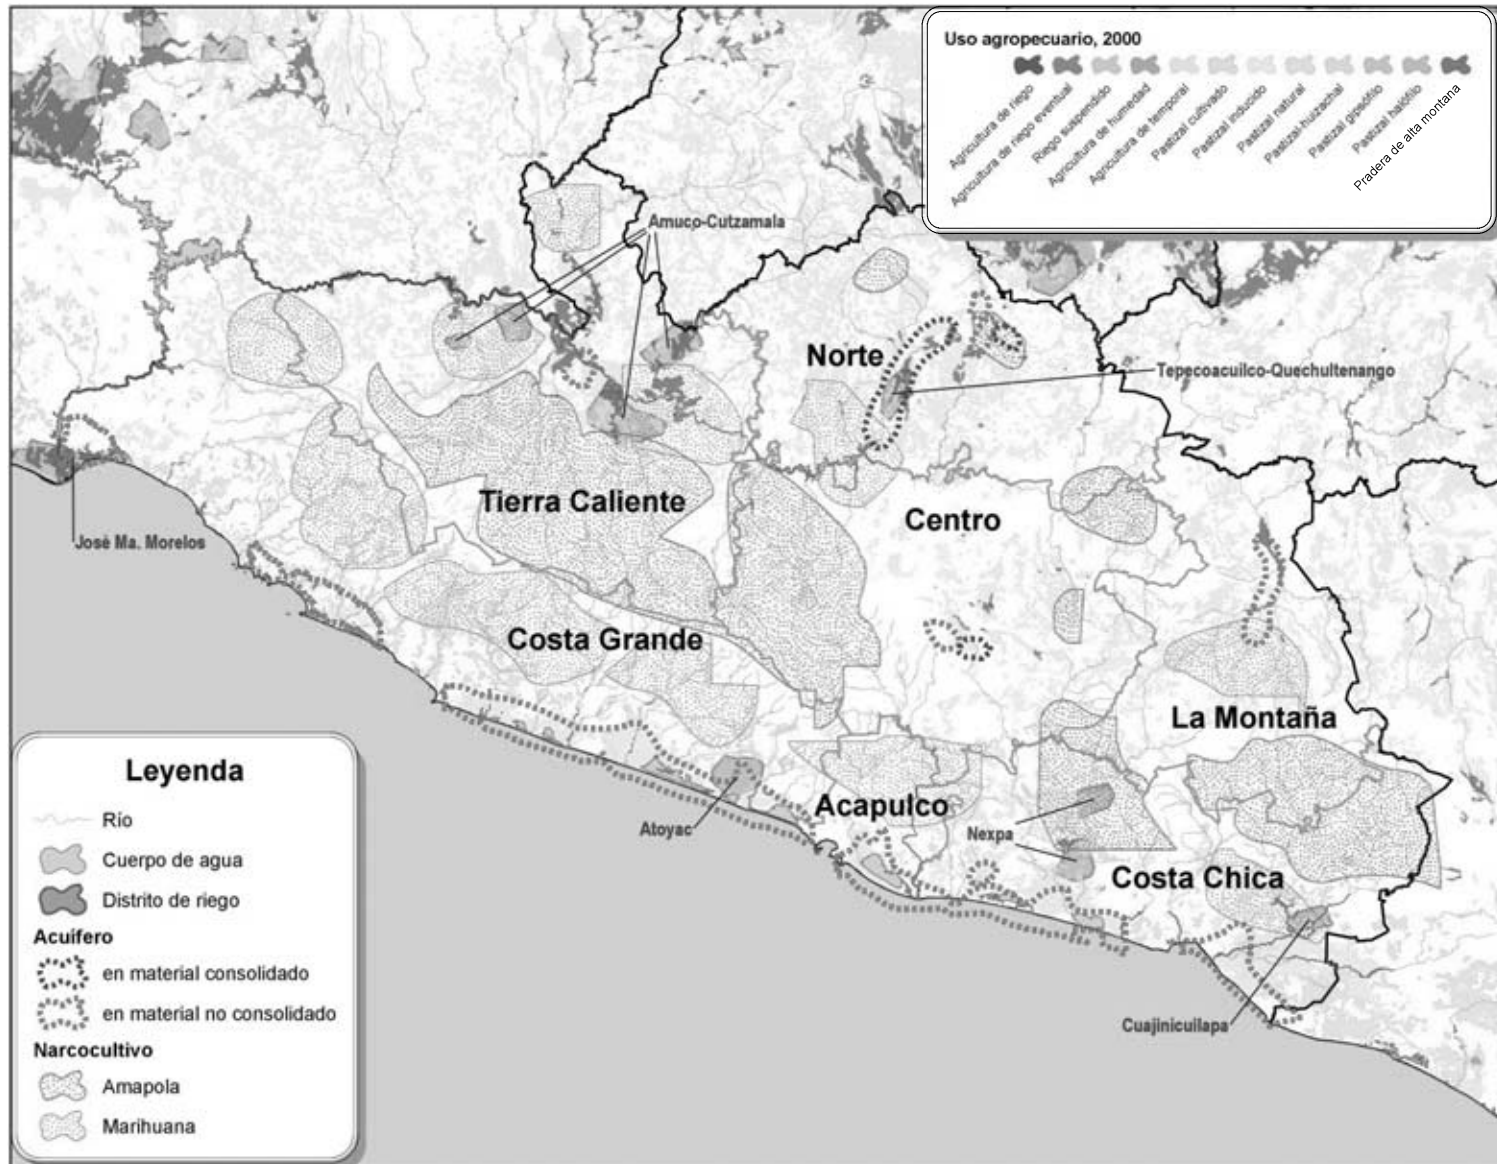 Uso agropecuario, 2000
Agricultura de riego
Agricultura de riego eventual
Riego suspendido
Agricultura de humedad
Agricultura de temporal
Pastizal cultivado
Pastizal inducido
Pastizal natural
Pastizal-huizachal
Pastizal gipsófilo
Pastizal halófilo
Pradera de alta montana
Amuco-Cutzamala
Norte
Tepecoacuilco-Quechultenango
Tierra Caliente
Centro
José Ma. Morelos
Costa Grande
La Montaña
Acapulco
Atoyac
Nexpa
Costa Chica
Cuajinicuilapa
Leyenda
Río
Cuerpo de agua
Distrito de riego
Acuífero
en material consolidado
en material no consolidado
Narcocultivo
Amapola
Marihuana